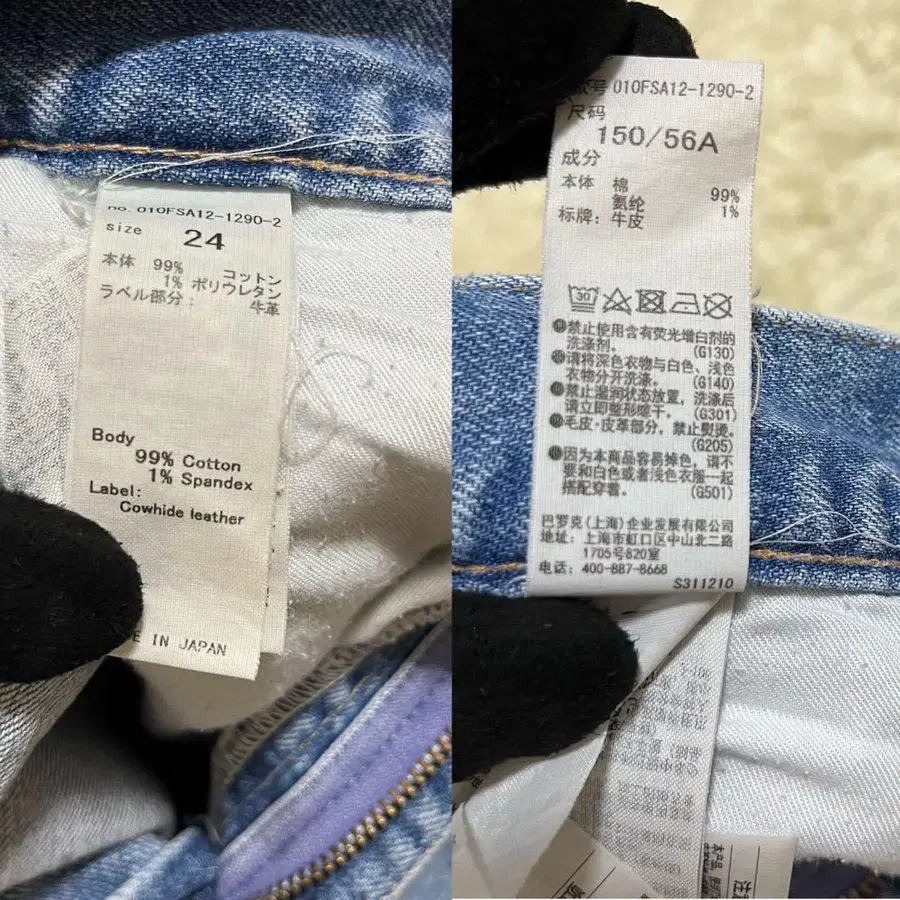 no. 010FSA12-1290-2
size 24
本体 99% コットン
1% ポリウレタン
ラベル部分: 牛革
Body
99% Cotton
1% Spandex
Label:
Cowhide leather
IN JAPAN
号 010FSA12-1290-2
尺码
150/56A
成分
本体 棉 99%
氨纶 1%
标牌: 牛皮
30
禁止使用含有荧光增白剂的
洗涤剂。 (G130)
请将深色衣物与白色、浅色
衣物分开洗涤。 (G140)
禁止湿润状态放置，洗涤后
请立即整形晾干。 (G301)
毛皮·皮革部分，禁止熨烫。
(G205)
因为本商品容易掉色，请不
要和白色或着浅色衣服一起
搭配穿着。 (G501)
巴罗克(上海)企业发展有限公司
地址: 上海市虹口区中山北二路
1705号820室
电话: 400-887-8668
S311210
本产品
注